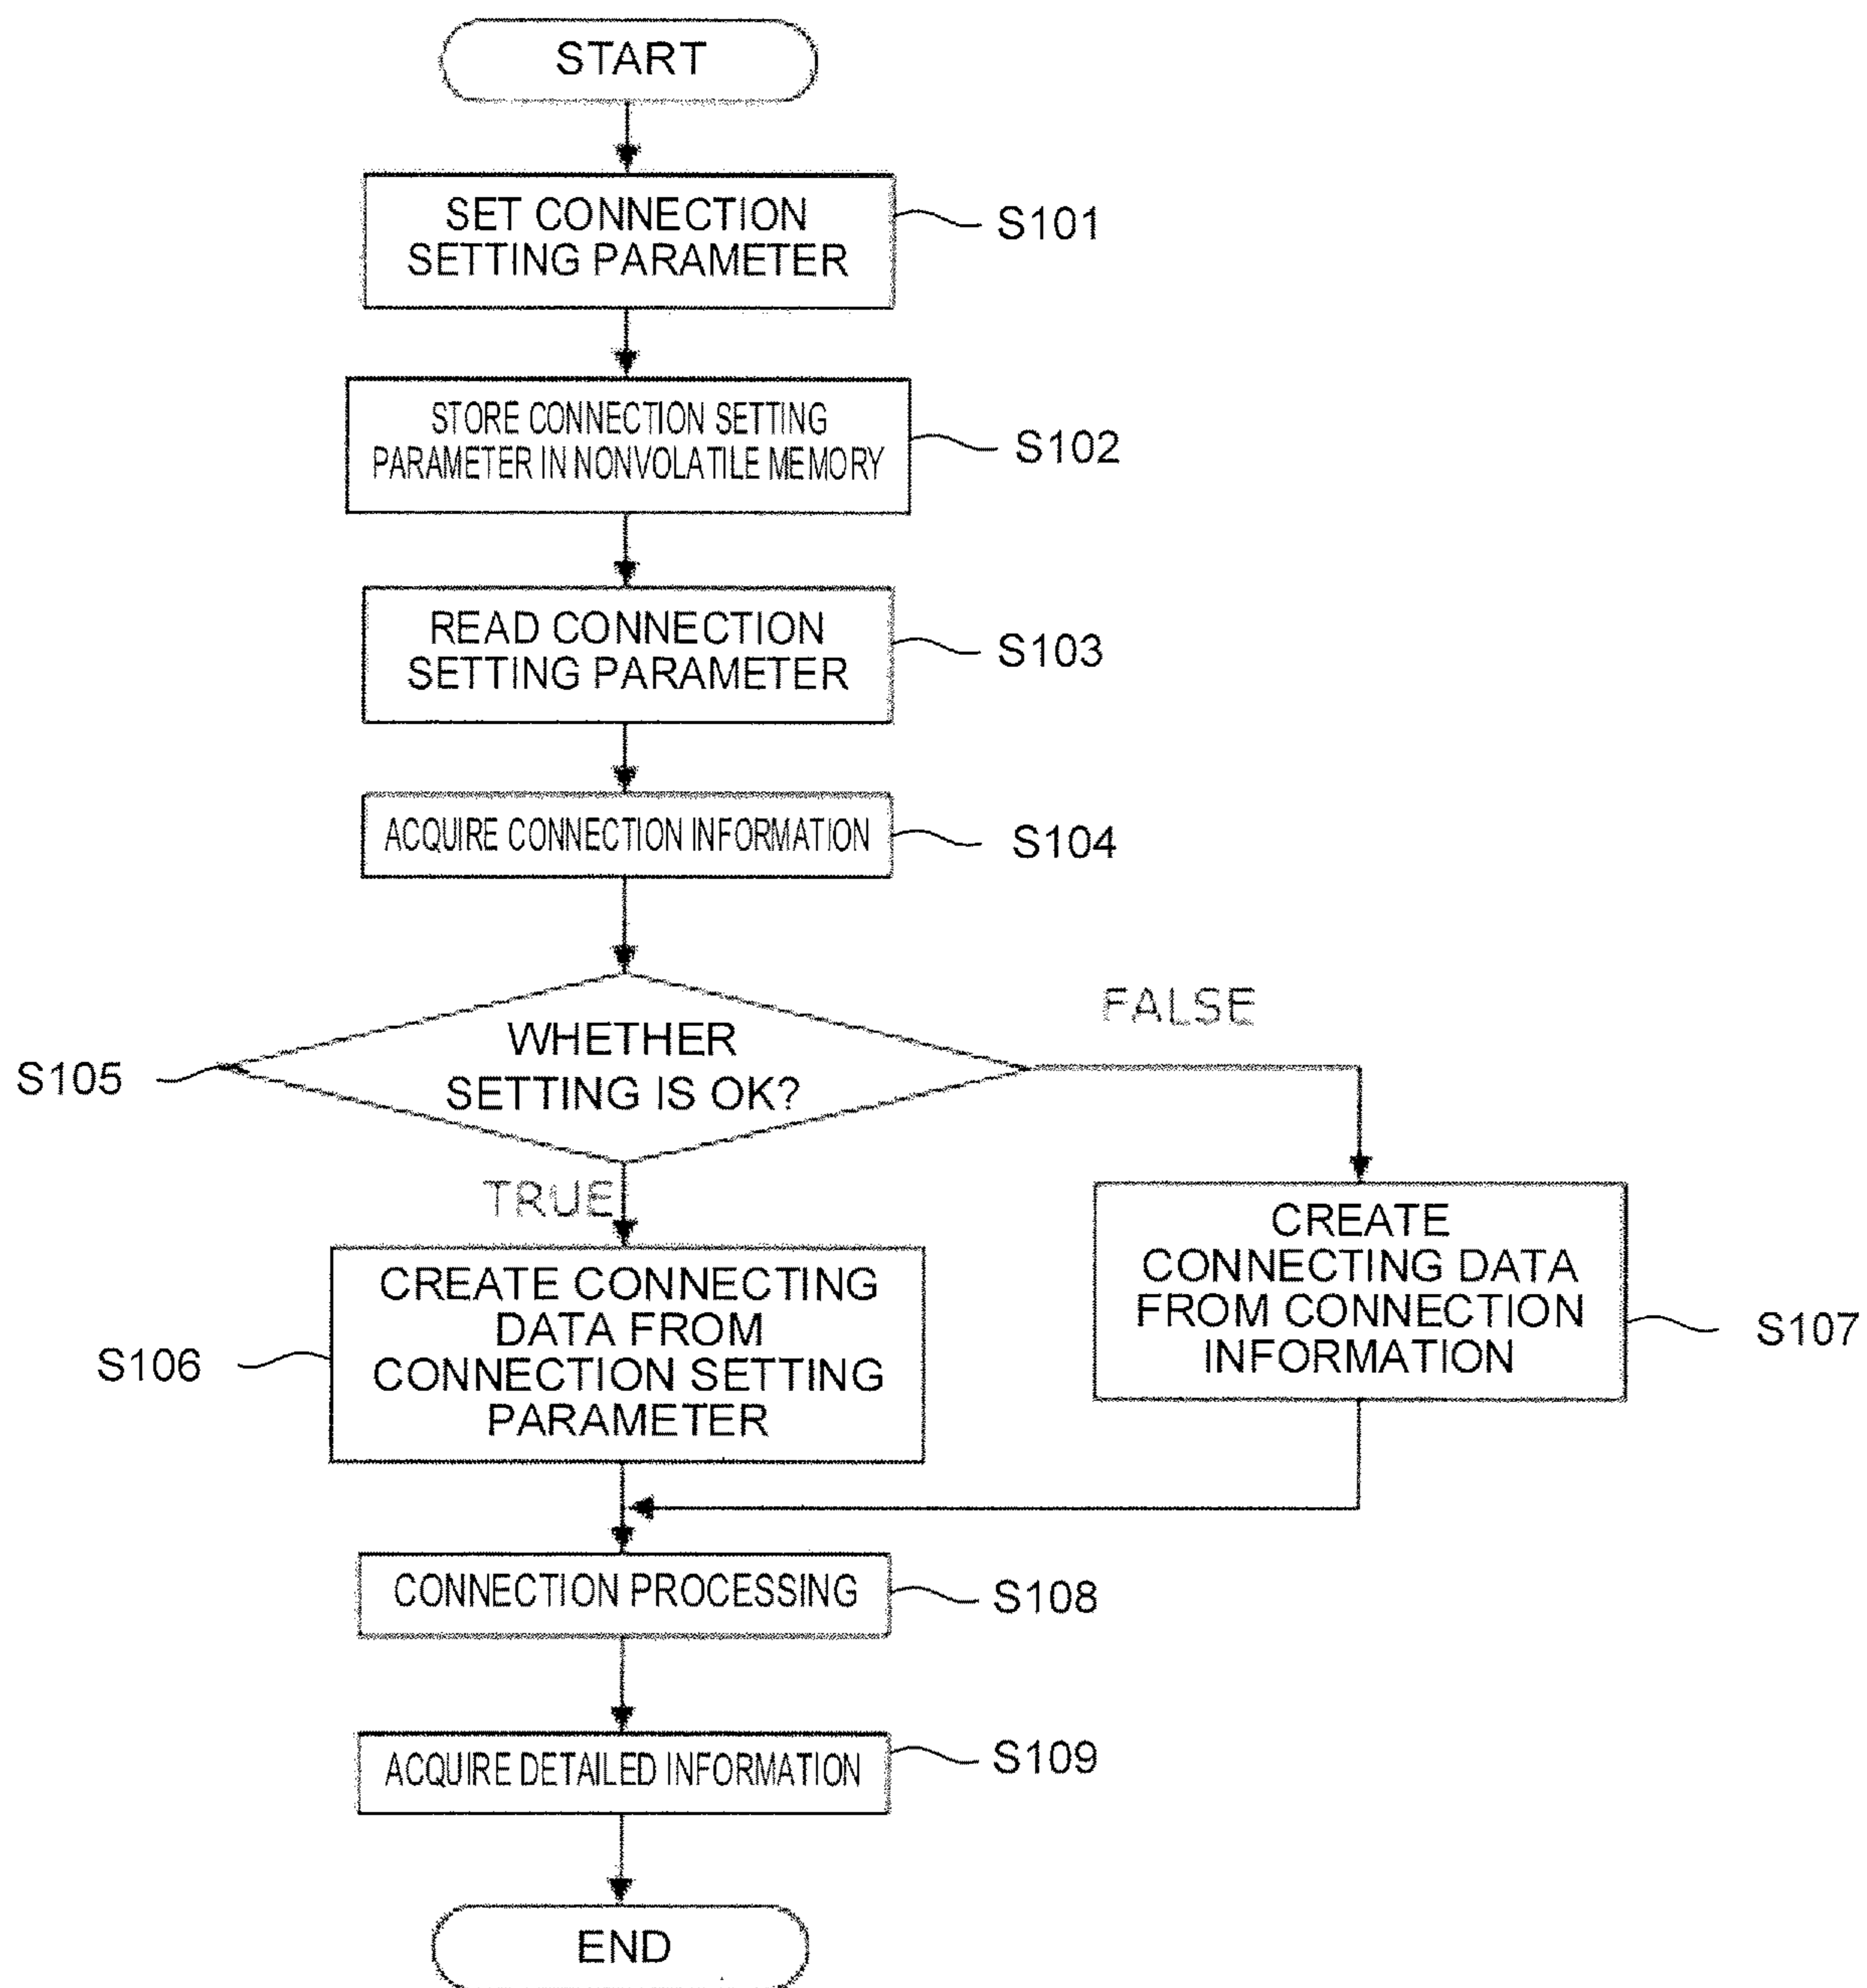 START
SET CONNECTION
SETTING PARAMETER
S101
STORE CONNECTION SETTING
PARAMETER IN NONVOLATILE MEMORY
S102
READ CONNECTION
SETTING PARAMETER
S103
ACQUIRE CONNECTION INFORMATION
S104
WHETHER
SETTING IS OK?
S105
FALSE
TRUE
CREATE CONNECTING
DATA FROM
CONNECTION SETTING
PARAMETER
S106
CREATE
CONNECTING DATA
FROM CONNECTION
INFORMATION
S107
CONNECTION PROCESSING
S108
ACQUIRE DETAILED INFORMATION
S109
END